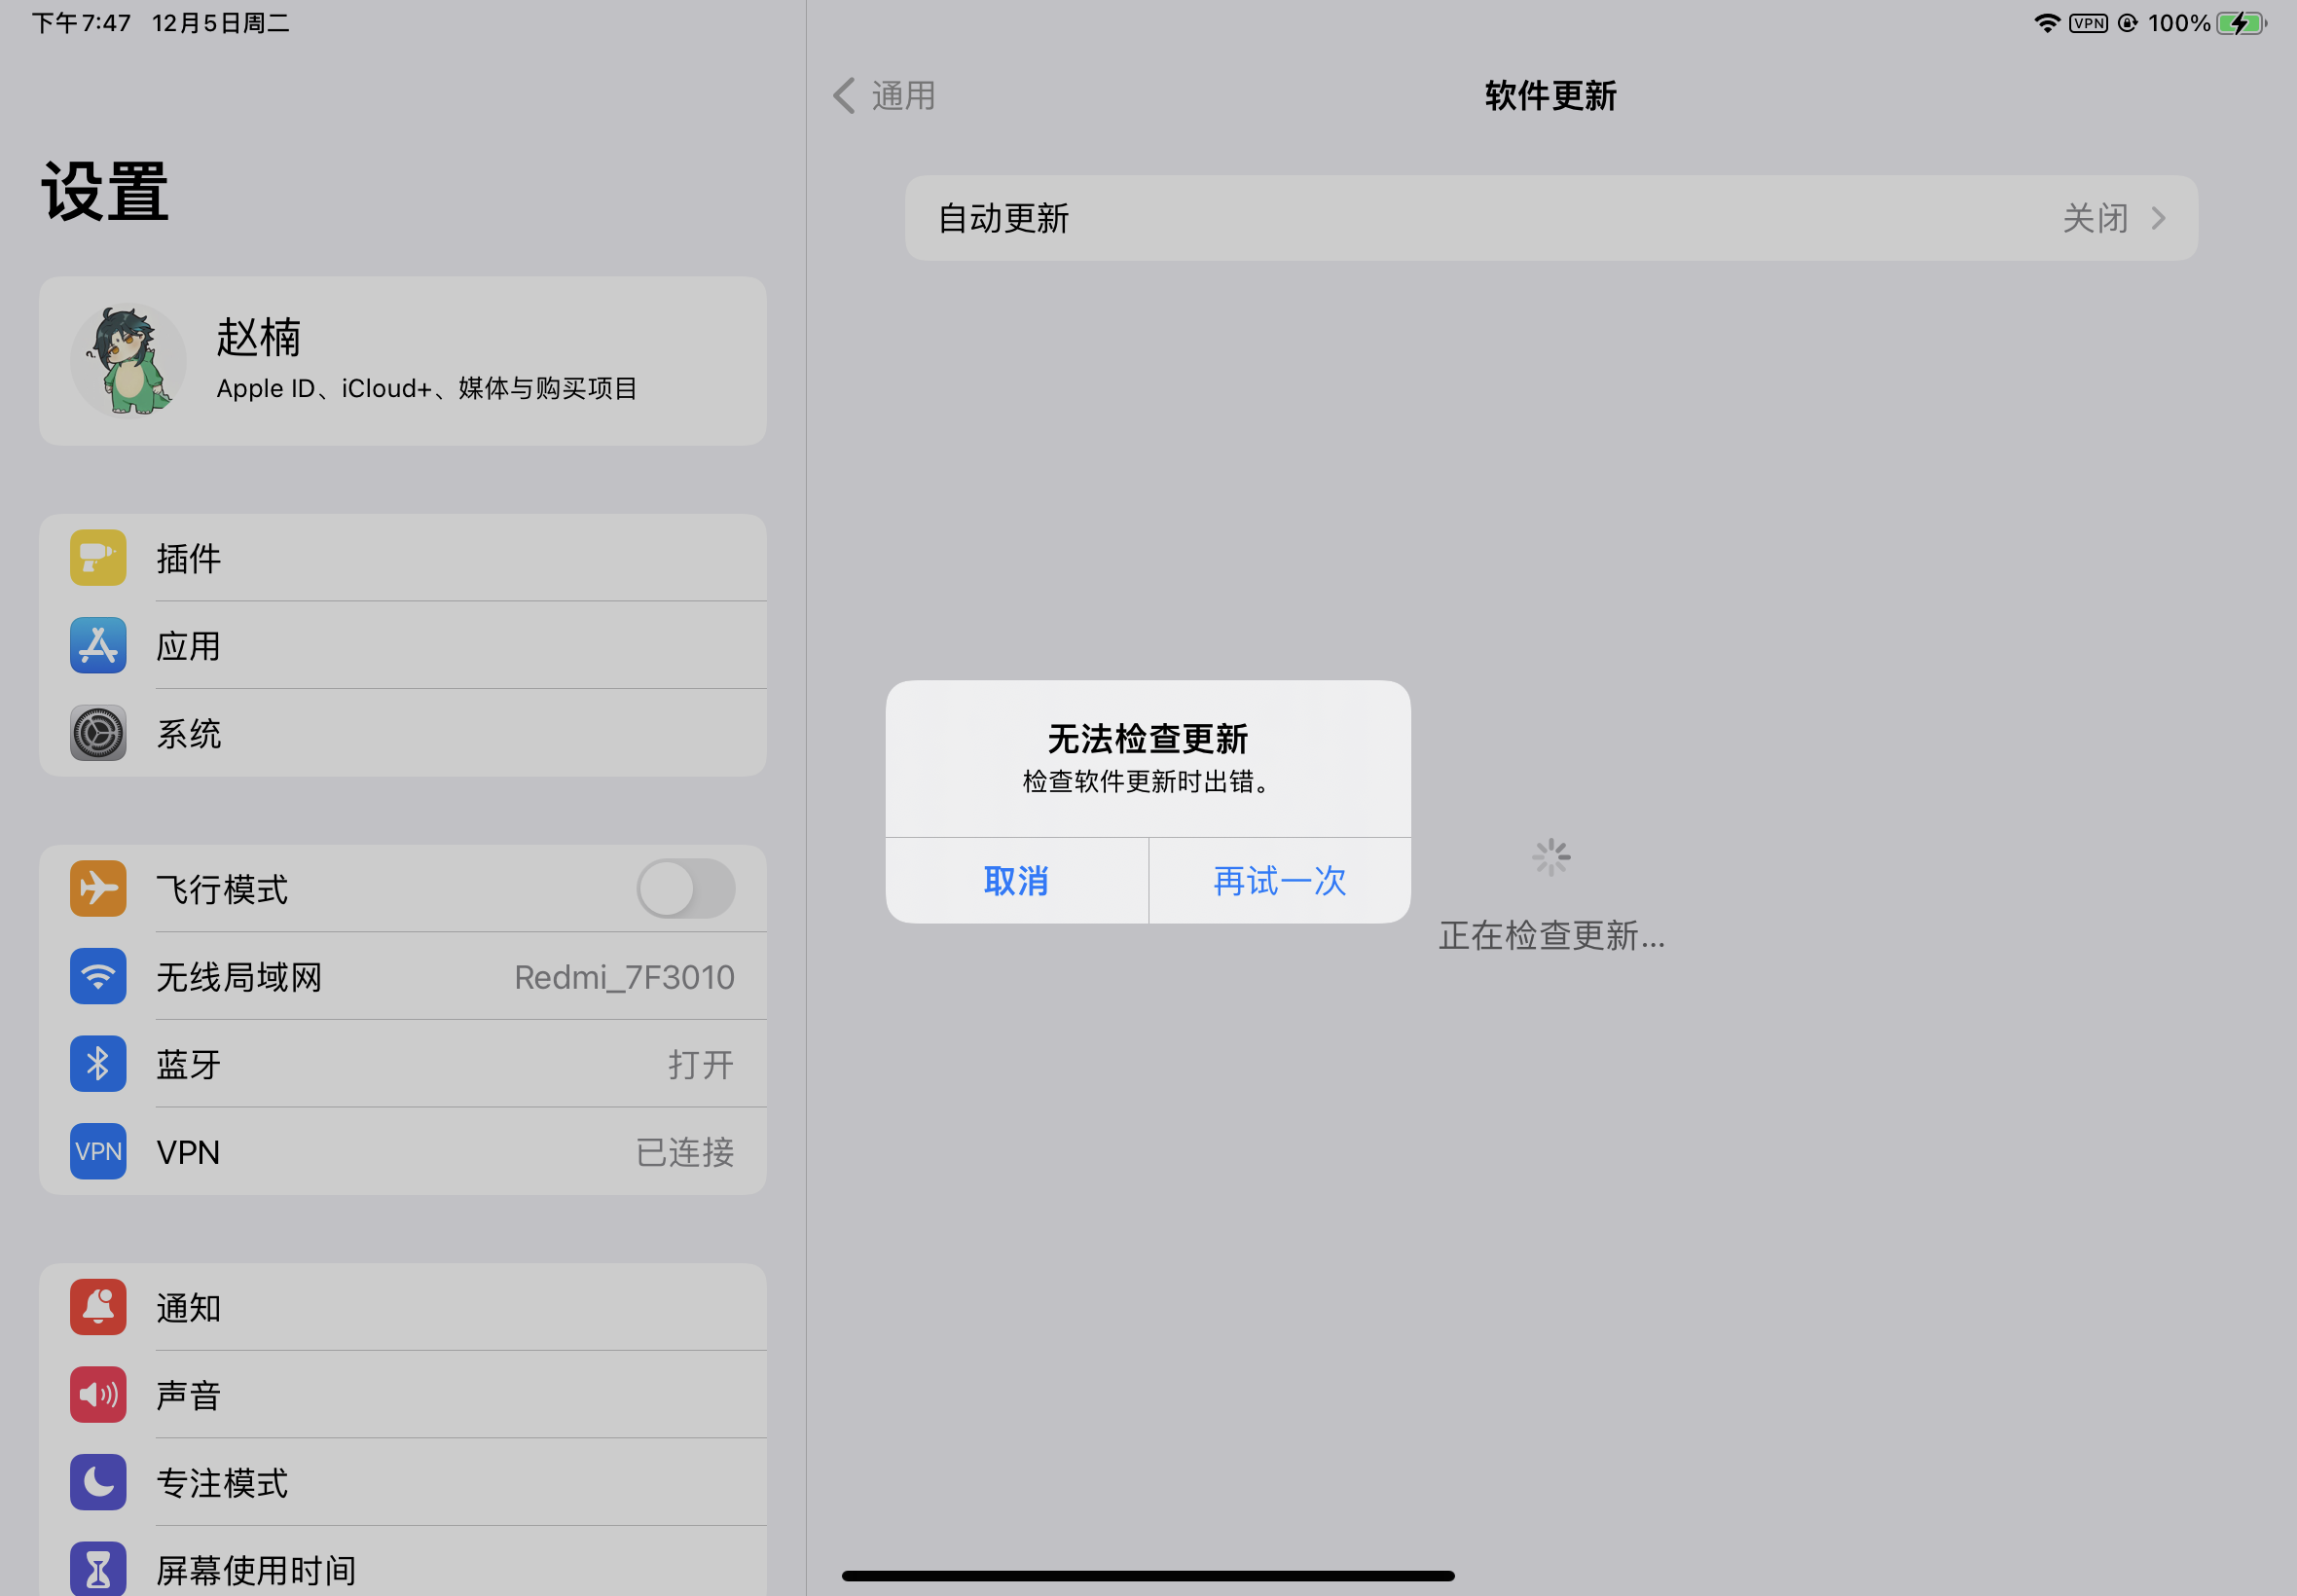 下午7:47 12月5日周二
VPN 100%
设置
赵楠
Apple ID、iCloud+、媒体与购买项目
插件
应用
系统
飞行模式
无线局域网 Redmi_7F3010
蓝牙 打开
VPN VPN 已连接
通知
声音
专注模式
屏幕使用时间
通用 软件更新
自动更新 关闭
无法检查更新
检查软件更新时出错。
取消 再试一次
正在检查更新...